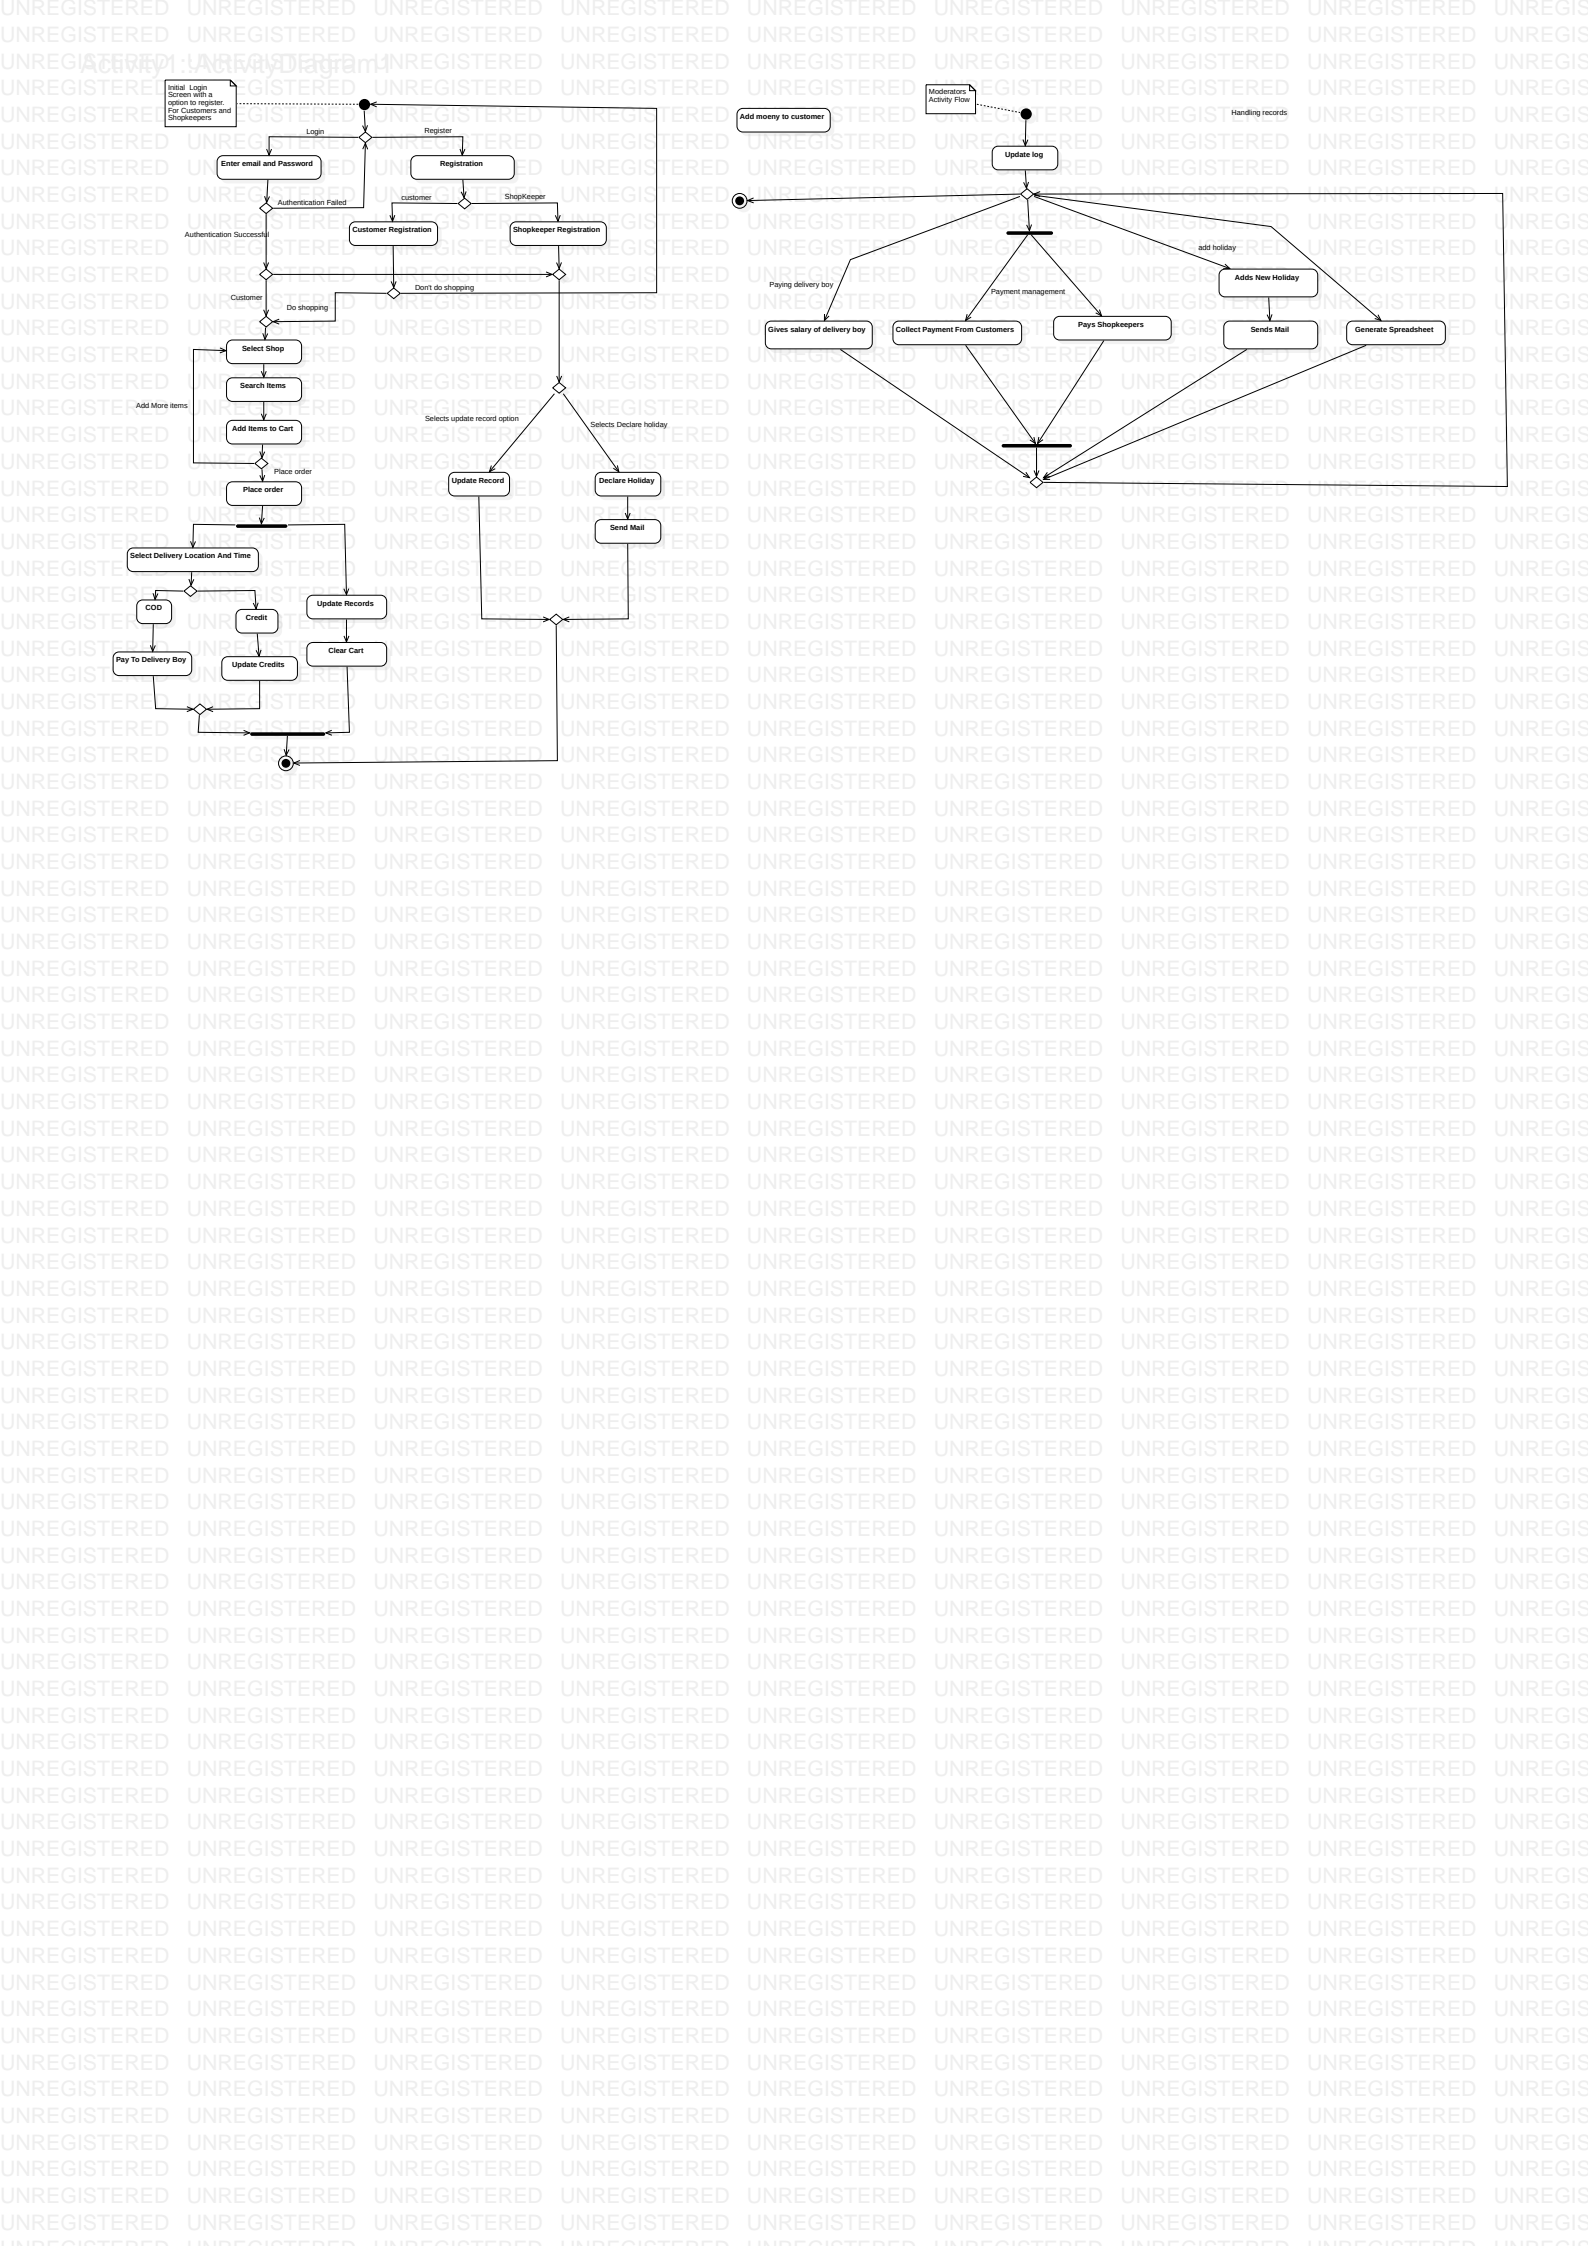 Activity1::ActivityDiagram1
Initial Login
Screen with a
option to register.
For Customers and
Shopkeepers
Login
Register
Enter email and Password
Registration
Authentication Failed
customer
ShopKeeper
Authentication Successful
Customer Registration
Shopkeeper Registration
Customer
Don't do shopping
Do shopping
Select Shop
Search Items
Add More items
Add Items to Cart
Selects update record option
Selects Declare holiday
Place order
Place order
Update Record
Declare Holiday
Send Mail
Select Delivery Location And Time
COD
Credit
Update Records
Pay To Delivery Boy
Update Credits
Clear Cart
Add moeny to customer
Moderators
Activity Flow
Handling records
Update log
add holiday
Paying delivery boy
Payment management
Adds New Holiday
Gives salary of delivery boy
Collect Payment From Customers
Pays Shopkeepers
Sends Mail
Generate Spreadsheet
UNREGISTERED